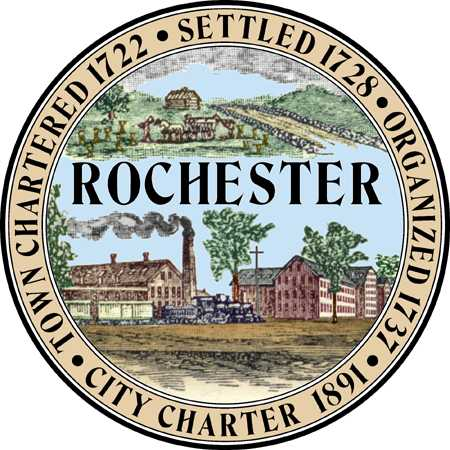 TOWN CHARTERED 1722 • SETTLED 1728 • ORGANIZED 1737 •
CITY CHARTER 1891 •
ROCHESTER